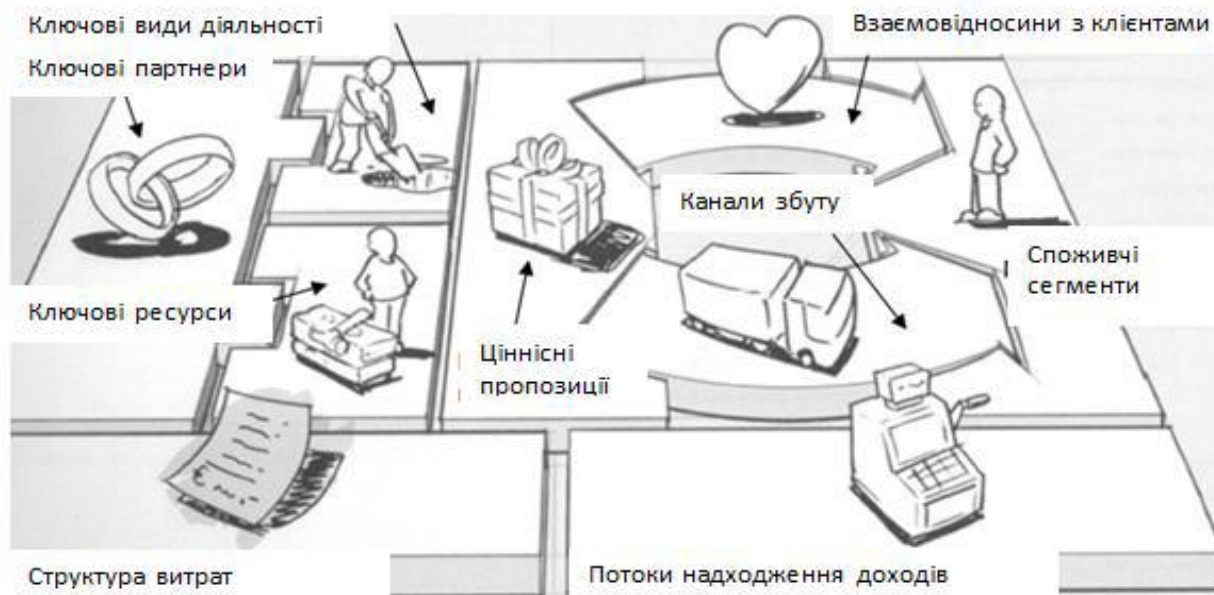 Ключові види діяльності
Ключові партнери
Взаємовідносини з клієнтами
Канали збуту
Споживчі
сегменти
Ключові ресурси
Ціннісні
пропозиції
Структура витрат
Потоки надходження доходів